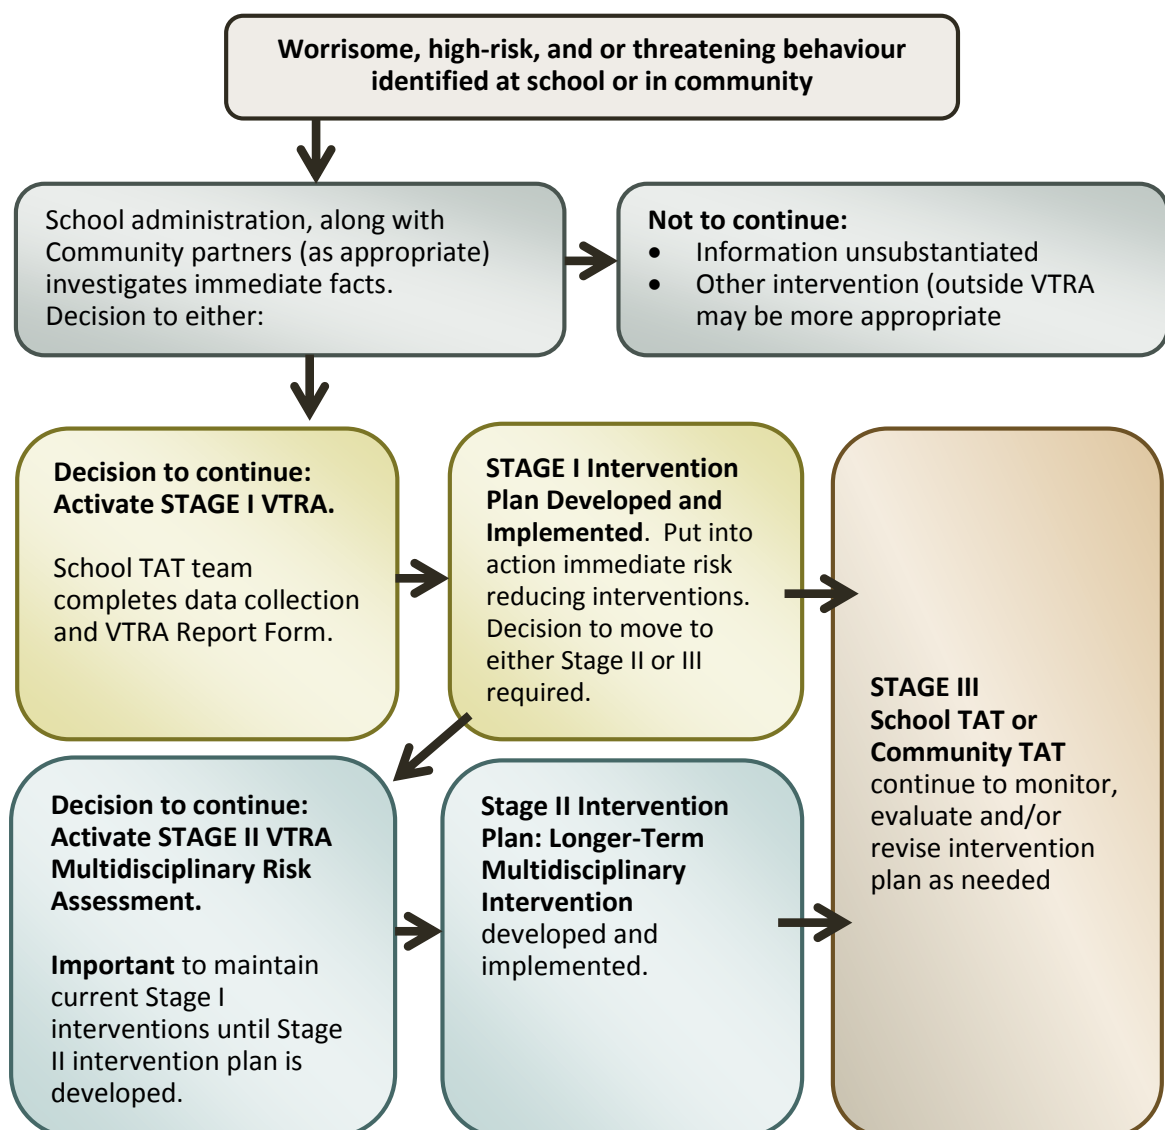 Worrisome, high-risk, and or threatening behaviour
identified at school or in community
School administration, along with
Community partners (as appropriate)
investigates immediate facts.
Decision to either:
Not to continue:
• Information unsubstantiated
• Other intervention (outside VTRA
may be more appropriate
Decision to continue:
Activate STAGE I VTRA.
School TAT team
completes data collection
and VTRA Report Form.
STAGE I Intervention
Plan Developed and
Implemented. Put into
action immediate risk
reducing interventions.
Decision to move to
either Stage II or III
required.
Decision to continue:
Activate STAGE II VTRA
Multidisciplinary Risk
Assessment.
Important to maintain
current Stage I
interventions until Stage
II intervention plan is
developed.
Stage II Intervention
Plan: Longer-Term
Multidisciplinary
Intervention
developed and
implemented.
STAGE III
School TAT or
Community TAT
continue to monitor,
evaluate and/or
revise intervention
plan as needed